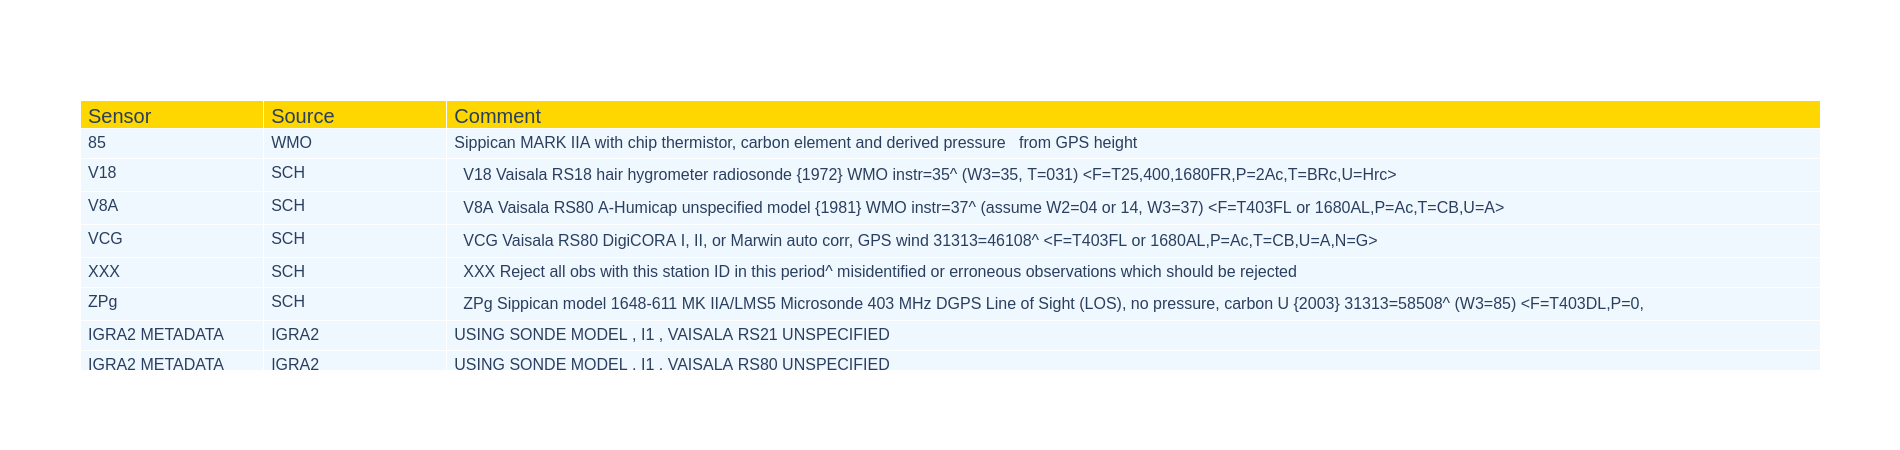 Sensor Source Comment
85 WMO Sippican MARK IIA with chip thermistor, carbon element and derived pressure   from GPS height
V18 SCH V18 Vaisala RS18 hair hygrometer radiosonde {1972} WMO instr=35^ (W3=35, T=031) <F=T25,400,1680FR,P=2Ac,T=BRc,U=Hrc>
V8A SCH V8A Vaisala RS80 A-Humicap unspecified model {1981} WMO instr=37^ (assume W2=04 or 14, W3=37) <F=T403FL or 1680AL,P=Ac,T=CB,U=A>
VCG SCH VCG Vaisala RS80 DigiCORA I, II, or Marwin auto corr, GPS wind 31313=46108^ <F=T403FL or 1680AL,P=Ac,T=CB,U=A,N=G>
XXX SCH XXX Reject all obs with this station ID in this period^ misidentified or erroneous observations which should be rejected
ZPg SCH ZPg Sippican model 1648-611 MK IIA/LMS5 Microsonde 403 MHz DGPS Line of Sight (LOS), no pressure, carbon U {2003} 31313=58508^ (W3=85) <F=T403DL,P=0,
IGRA2 METADATA IGRA2 USING SONDE MODEL , I1 , VAISALA RS21 UNSPECIFIED
IGRA2 METADATA IGRA2 USING SONDE MODEL , I1 , VAISALA RS80 UNSPECIFIED